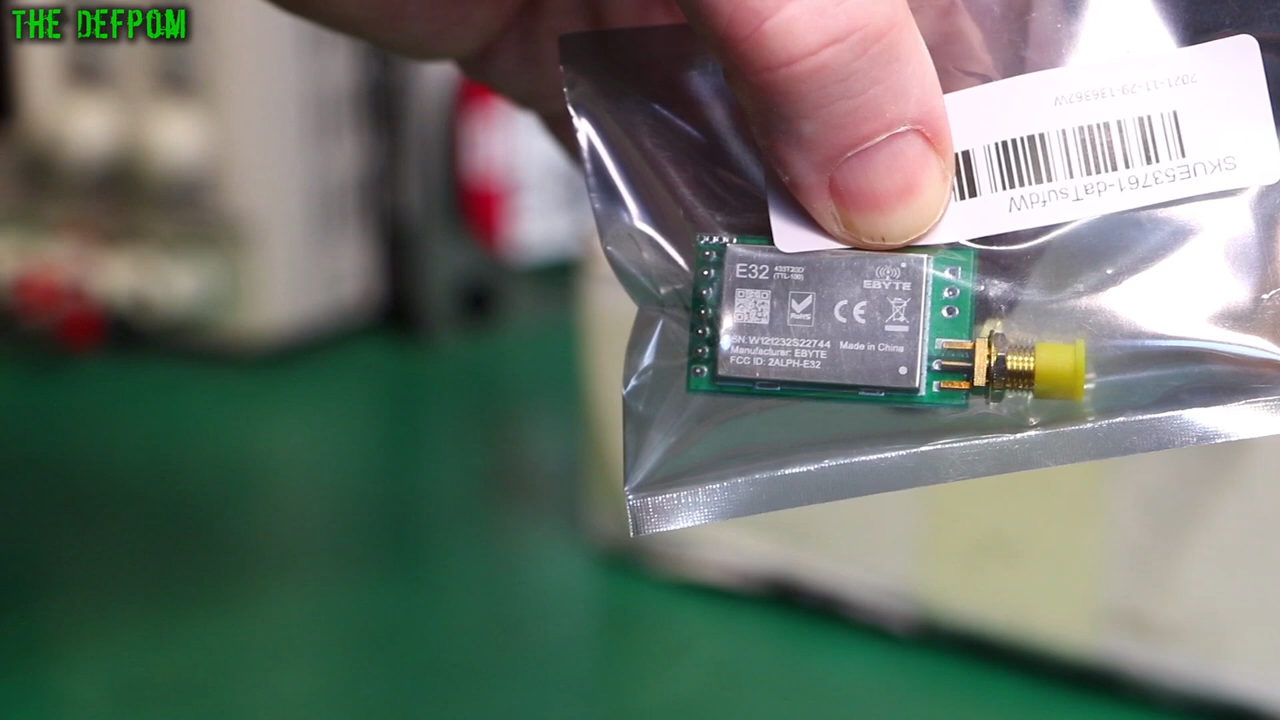 THE DEFPOM
2021-11-29-136362W
SKUE53761-daTsufdW
E32 433T20D
(TTL-100)
EBYTE
RoHS
CE
SN:W121232S22744 Made in China
Manufacturer: EBYTE
FCC ID: 2ALPH-E32